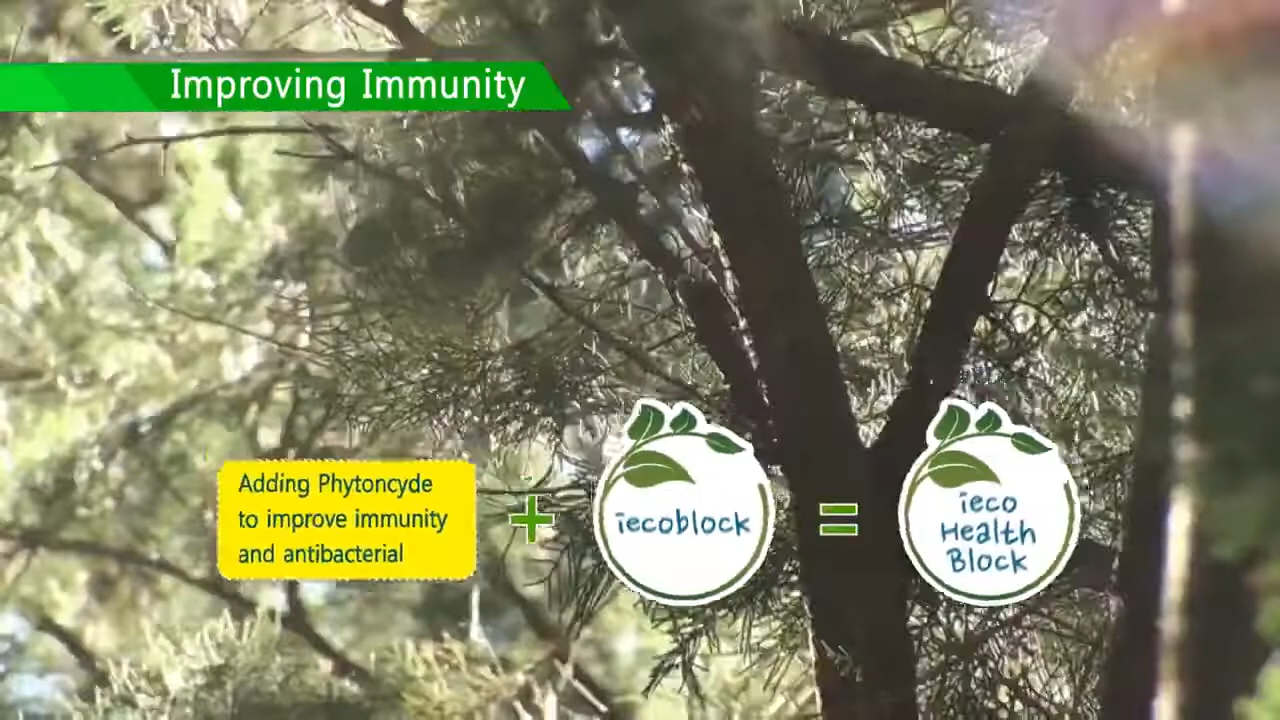 Improving Immunity
Adding Phytoncyde
to improve immunity
and antibacterial
+
iecoblock
=
ieco
Health
Block